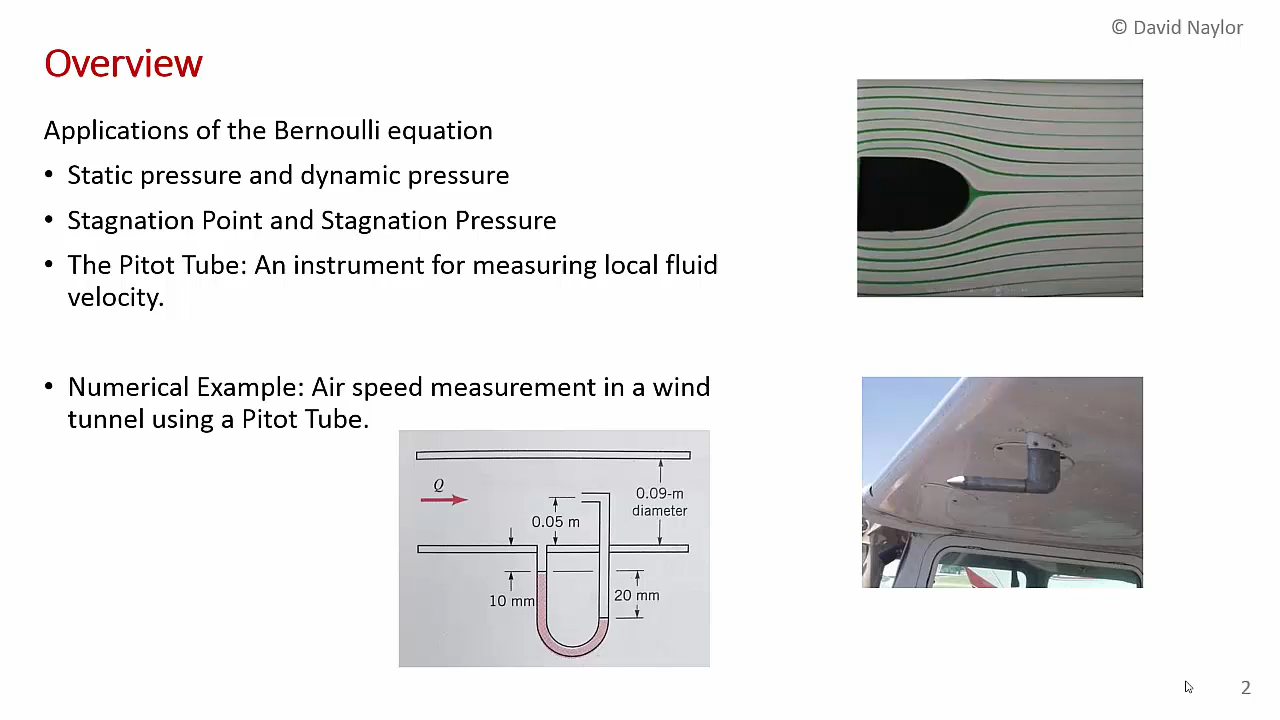 © David Naylor
Overview
Applications of the Bernoulli equation
• Static pressure and dynamic pressure
• Stagnation Point and Stagnation Pressure
• The Pitot Tube: An instrument for measuring local fluid
velocity.
• Numerical Example: Air speed measurement in a wind
tunnel using a Pitot Tube.
Q
0.09-m
diameter
0.05 m
10 mm
20 mm
2